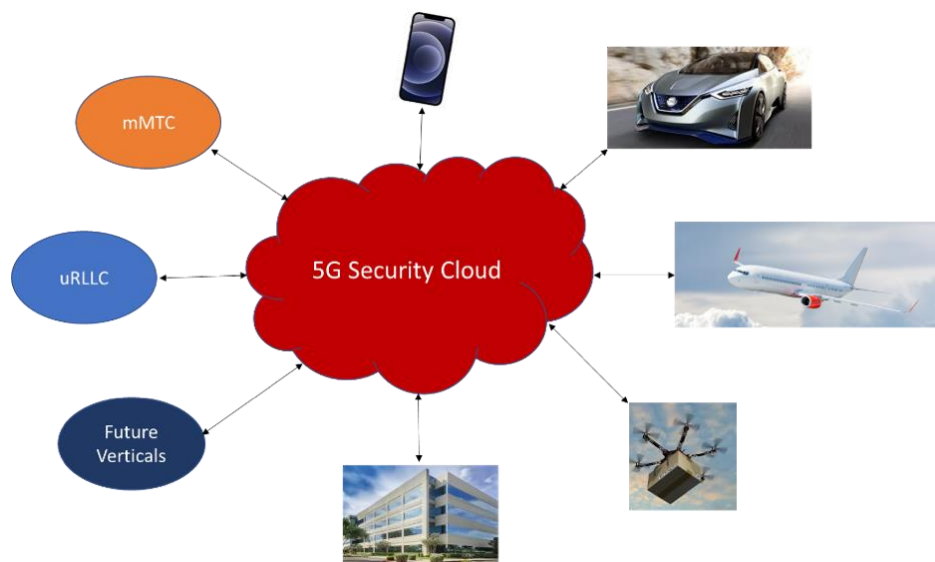 mMTC
uRLLC
5G Security Cloud
Future
Verticals